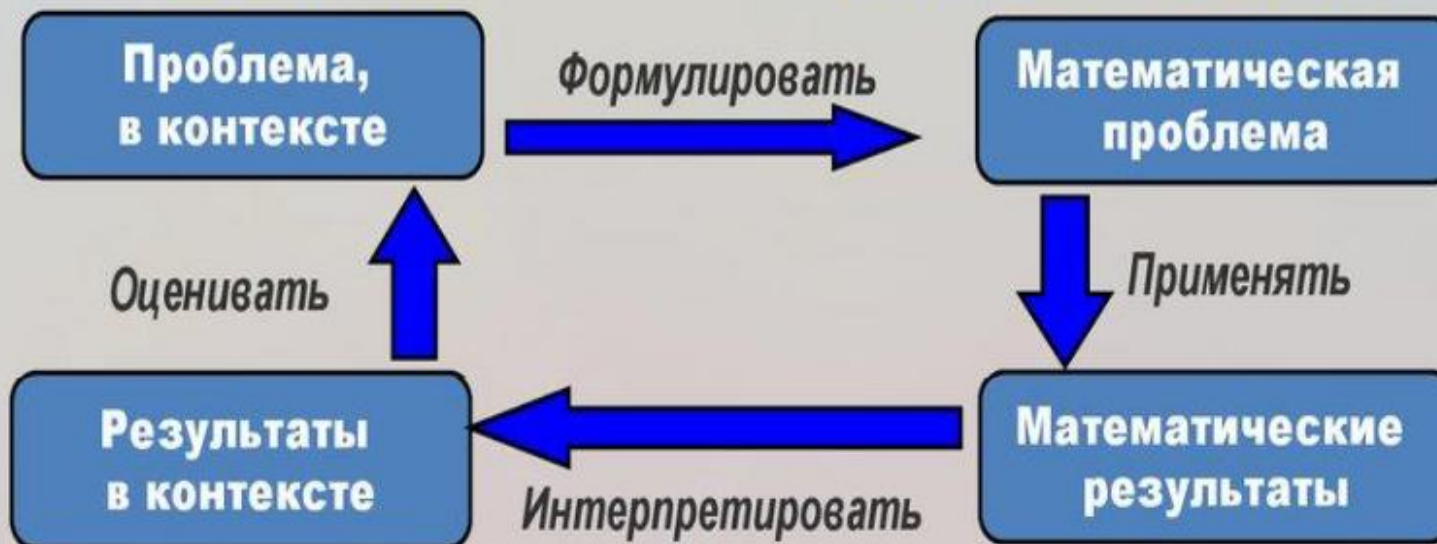 Проблема,
в контексте
Формулировать
Математическая
проблема
Оценивать
Применять
Результаты
в контексте
Интерпретировать
Математические
результаты